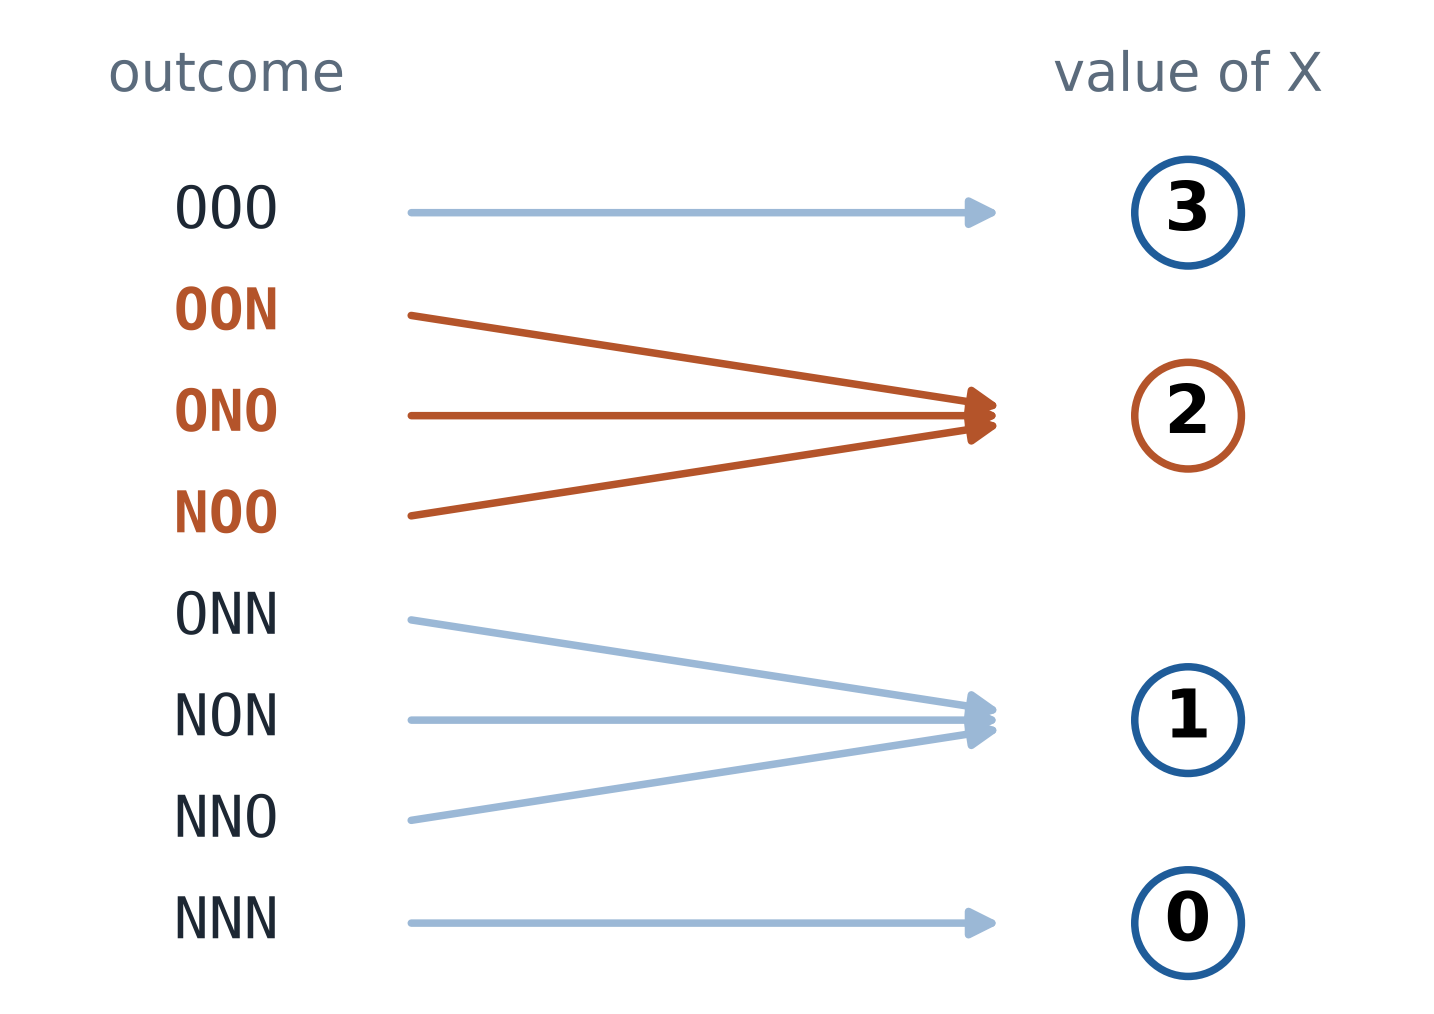 outcome value of X
OOO 3
OON
ONO 2
NOO
ONN
NON 1
NNO
NNN 0